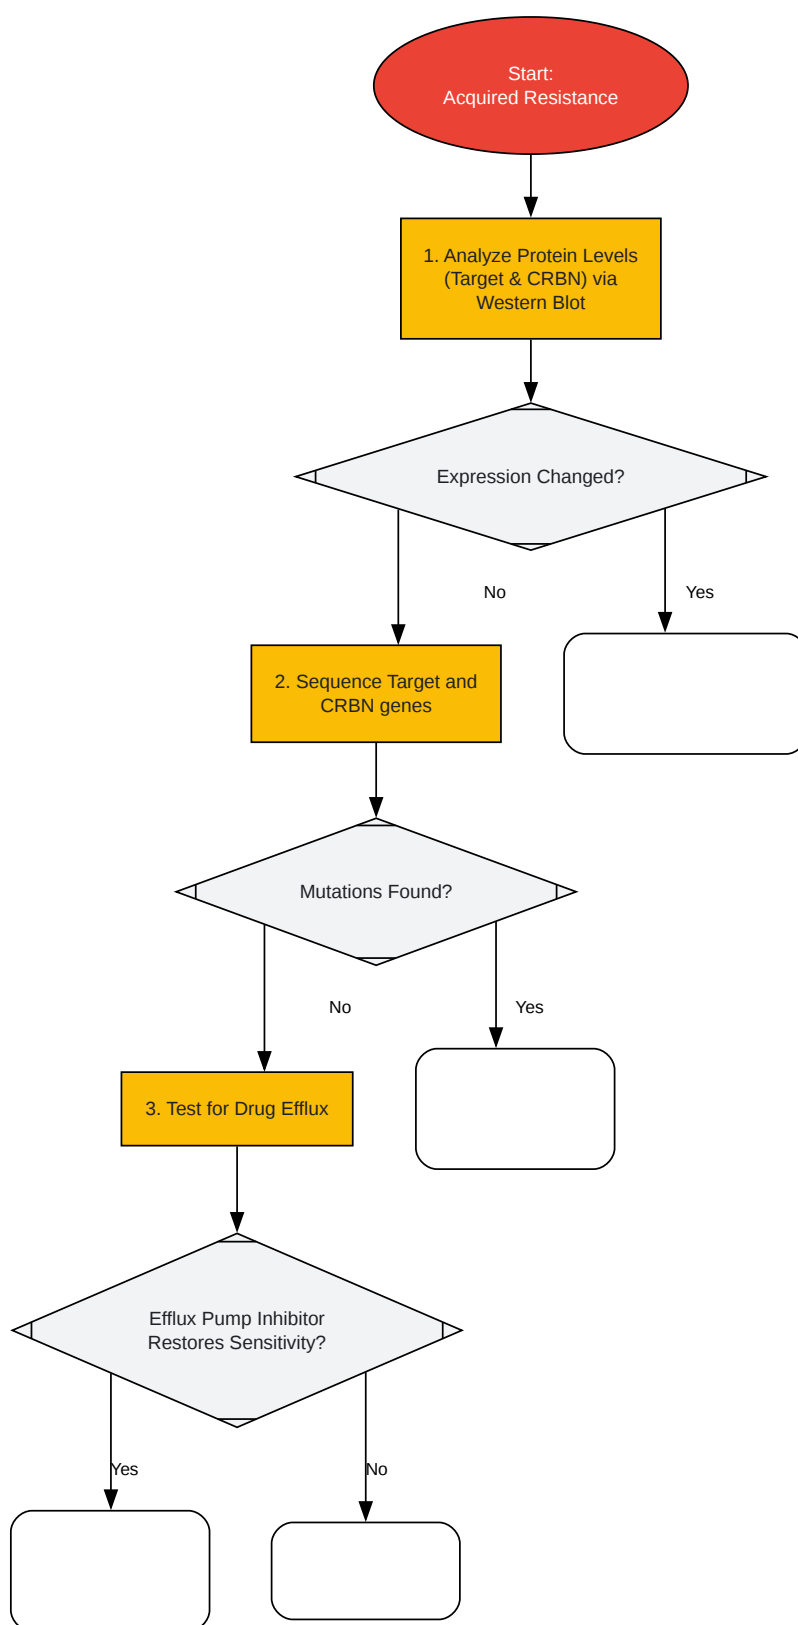 Start:
Acquired Resistance
1. Analyze Protein Levels
(Target & CRBN) via
Western Blot
Expression Changed?
No
Yes
2. Sequence Target and
CRBN genes
Mutations Found?
No
Yes
3. Test for Drug Efflux
Efflux Pump Inhibitor
Restores Sensitivity?
Yes
No